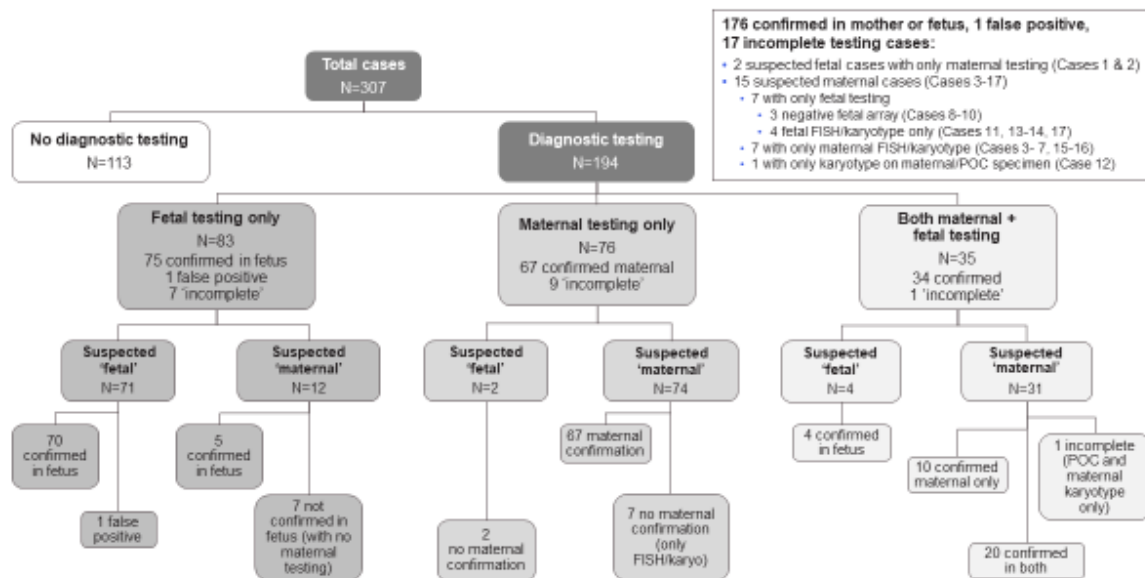 176 confirmed in mother or fetus, 1 false positive,
17 incomplete testing cases:
• 2 suspected fetal cases with only maternal testing (Cases 1 & 2)
• 15 suspected maternal cases (Cases 3-17)
• 7 with only fetal testing
• 3 negative fetal array (Cases 8-10)
• 4 fetal FISH/karyotype only (Cases 11, 13-14, 17)
• 7 with only maternal FISH/karyotype (Cases 3- 7, 15-16)
• 1 with only karyotype on maternal/POC specimen (Case 12)
Total cases
N=307
No diagnostic testing
N=113
Diagnostic testing
N=194
Fetal testing only
N=83
75 confirmed in fetus
1 false positive
7 'incomplete'
Maternal testing only
N=76
67 confirmed maternal
9 'incomplete'
Both maternal +
fetal testing
N=35
34 confirmed
1 'incomplete'
Suspected
'fetal'
N=71
Suspected
'maternal'
N=12
Suspected
'fetal'
N=2
Suspected
'maternal'
N=74
Suspected
'fetal'
N=4
Suspected
'maternal'
N=31
70
confirmed
in fetus
1 false
positive
5
confirmed
in fetus
7 not
confirmed in
fetus (with no
maternal
testing)
2
no maternal
confirmation
67 maternal
confirmation
7 no maternal
confirmation
(only
FISH/karyo)
4 confirmed
in fetus
10 confirmed
maternal only
20 confirmed
in both
1 incomplete
(POC and
maternal
karyotype
only)